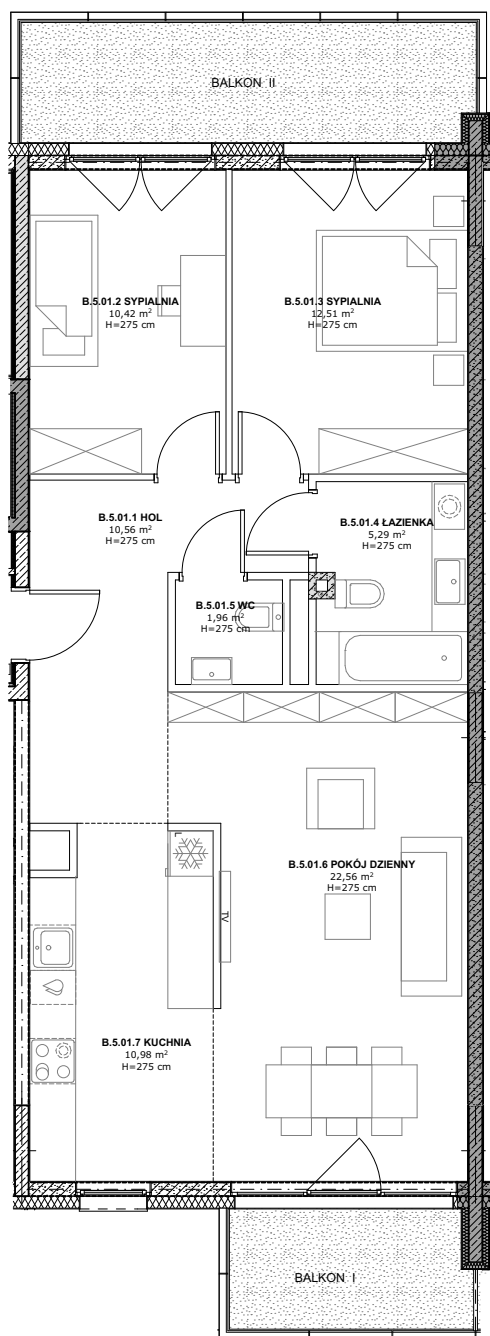 BALKON II
B.5.01.2 SYPIALNIA
10,42 m²
H=275 cm
B.5.01.3 SYPIALNIA
12,51 m²
H=275 cm
B.5.01.1 HOL
10,56 m²
H=275 cm
B.5.01.4 ŁAZIENKA
5,29 m²
H=275 cm
B.5.01.5 WC
1,96 m²
H=275 cm
B.5.01.6 POKÓJ DZIENNY
22,56 m²
H=275 cm
TV
B.5.01.7 KUCHNIA
10,98 m²
H=275 cm
BALKON I